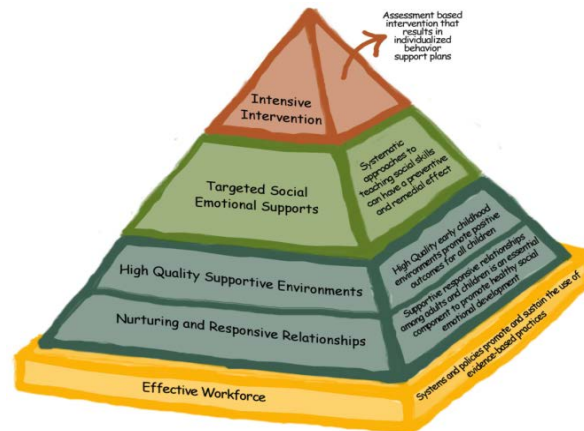 Assessment based
intervention that
results in
individualized
behavior
support plans
Intensive
Intervention
Systematic
approaches to
teaching social skills
can have a preventive
and remedial effect
Targeted Social
Emotional Supports
High Quality early childhood
environments promote positive
outcomes for all children
High Quality Supportive Environments
Supportive responsive relationships
among adults and children is an essential
component to promote healthy social
emotional development
Nurturing and Responsive Relationships
Systems and policies promote and sustain the use of
evidence-based practices
Effective Workforce